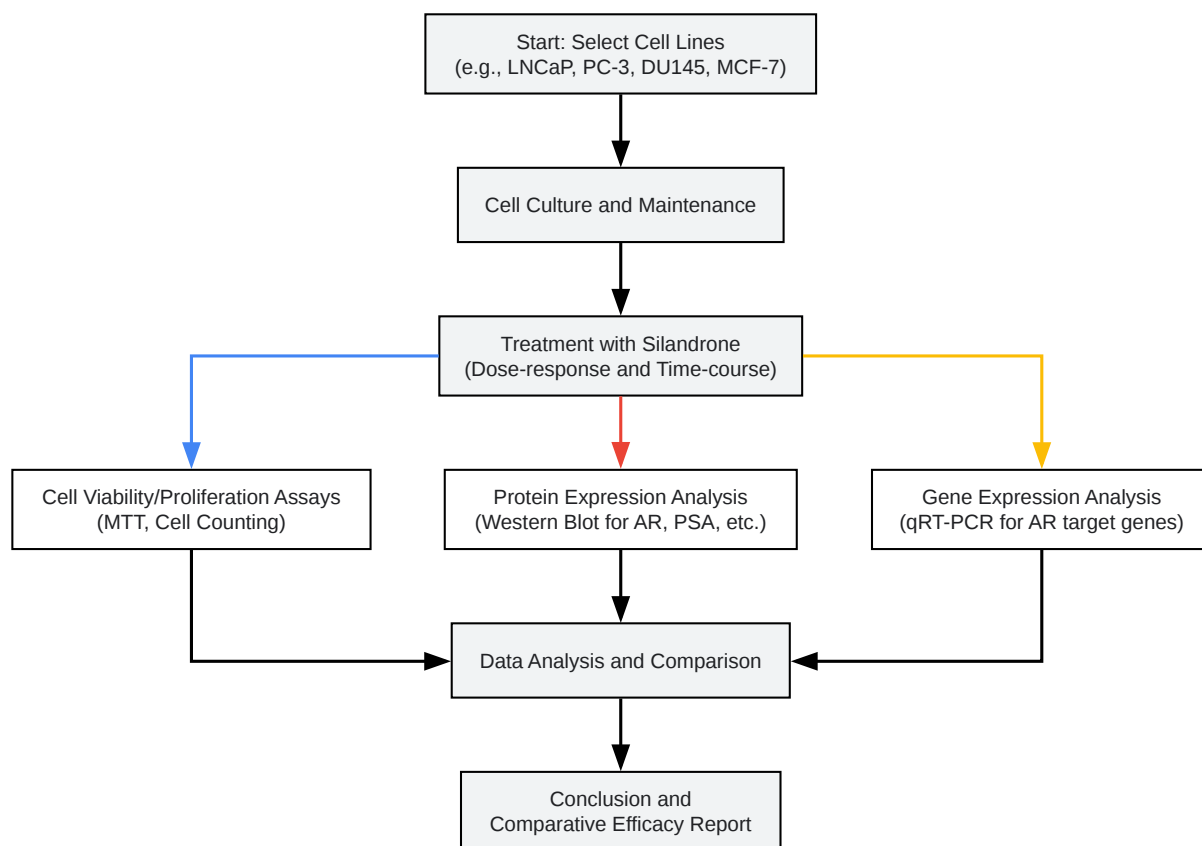 Start: Select Cell Lines
(e.g., LNCaP, PC-3, DU145, MCF-7)
Cell Culture and Maintenance
Treatment with Silandrone
(Dose-response and Time-course)
Cell Viability/Proliferation Assays
(MTT, Cell Counting)
Protein Expression Analysis
(Western Blot for AR, PSA, etc.)
Gene Expression Analysis
(qRT-PCR for AR target genes)
Data Analysis and Comparison
Conclusion and
Comparative Efficacy Report